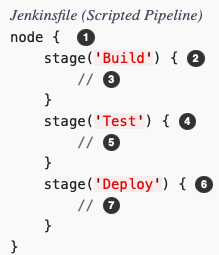 Jenkinsfile (Scripted Pipeline)
node { 1
    stage('Build') { 2
        // 3
    }
    stage('Test') { 4
        // 5
    }
    stage('Deploy') { 6
        // 7
    }
}